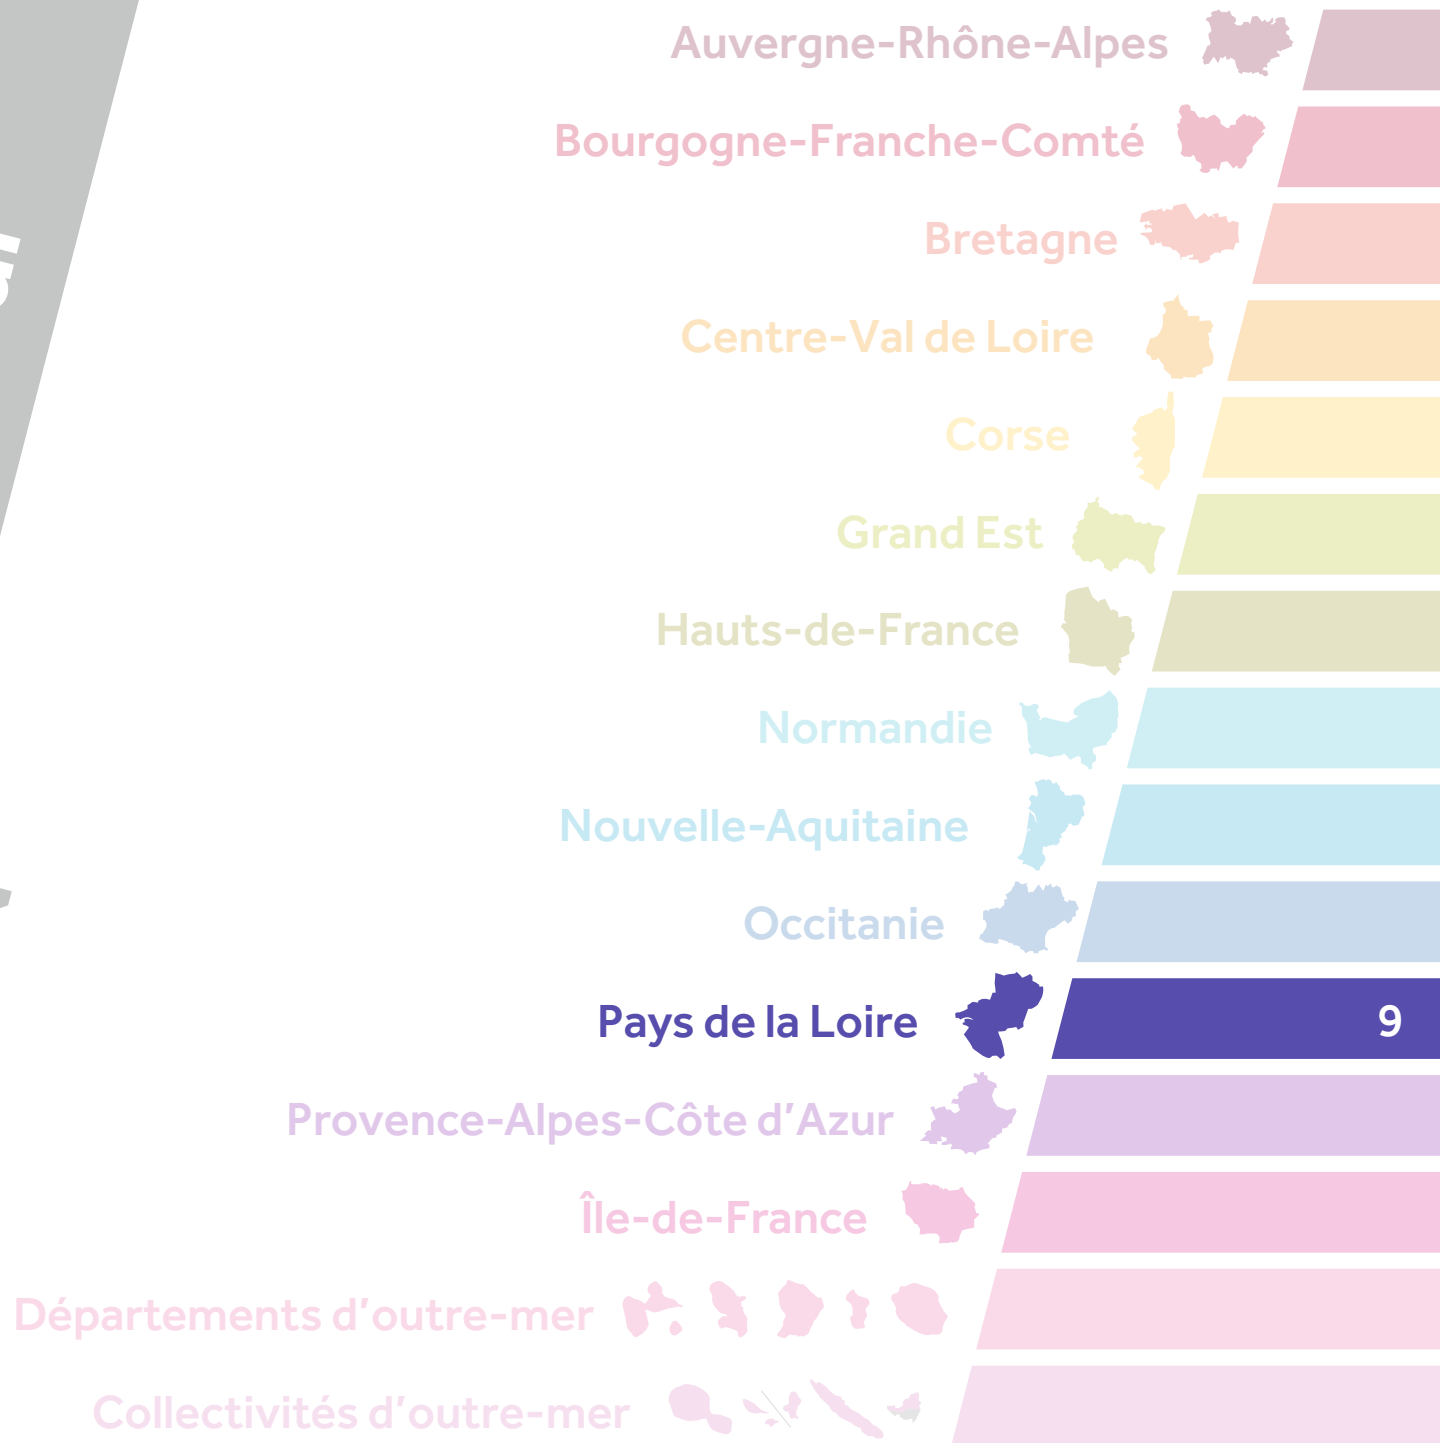 Auvergne-Rhône-Alpes
Bourgogne-Franche-Comté
Bretagne
Centre-Val de Loire
Corse
Grand Est
Hauts-de-France
Normandie
Nouvelle-Aquitaine
Occitanie
Pays de la Loire 9
Provence-Alpes-Côte d’Azur
Île-de-France
Départements d’outre-mer
Collectivités d’outre-mer